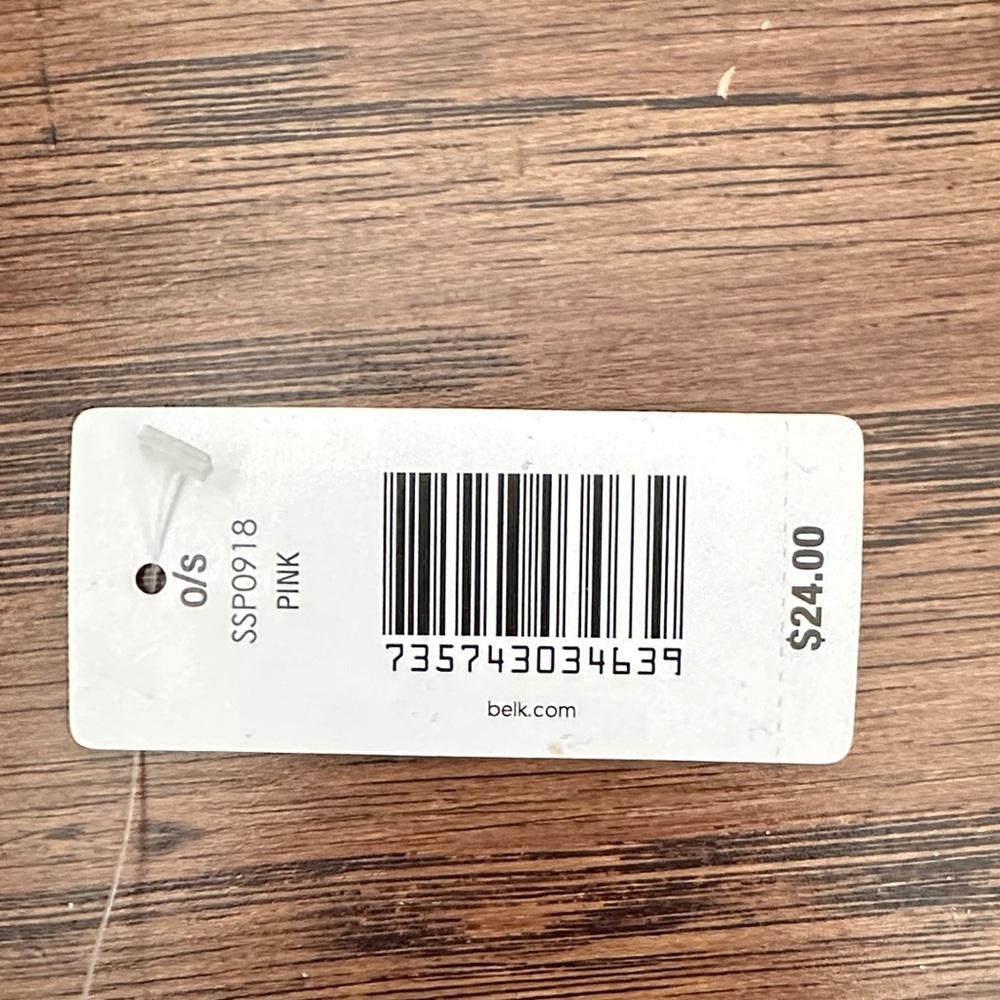 o/s
SSP0918
PINK
735743034639
belk.com
$24.00